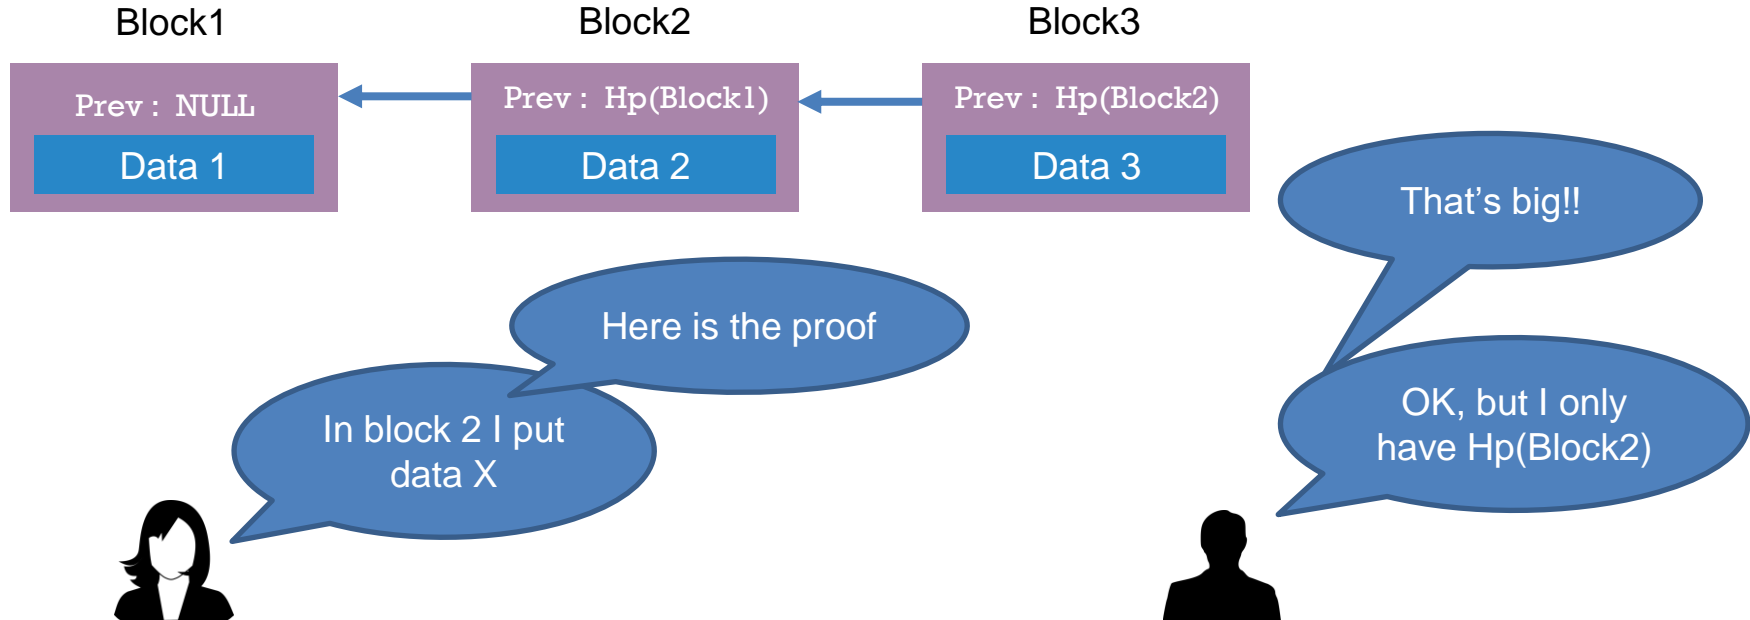 Block1
Block2
Block3
Prev: NULL
Prev: Hp(Block1)
Prev: Hp(Block2)
Data 1
Data 2
Data 3
That's big!!
Here is the proof
In block 2 I put
data X
OK, but I only
have Hp(Block2)